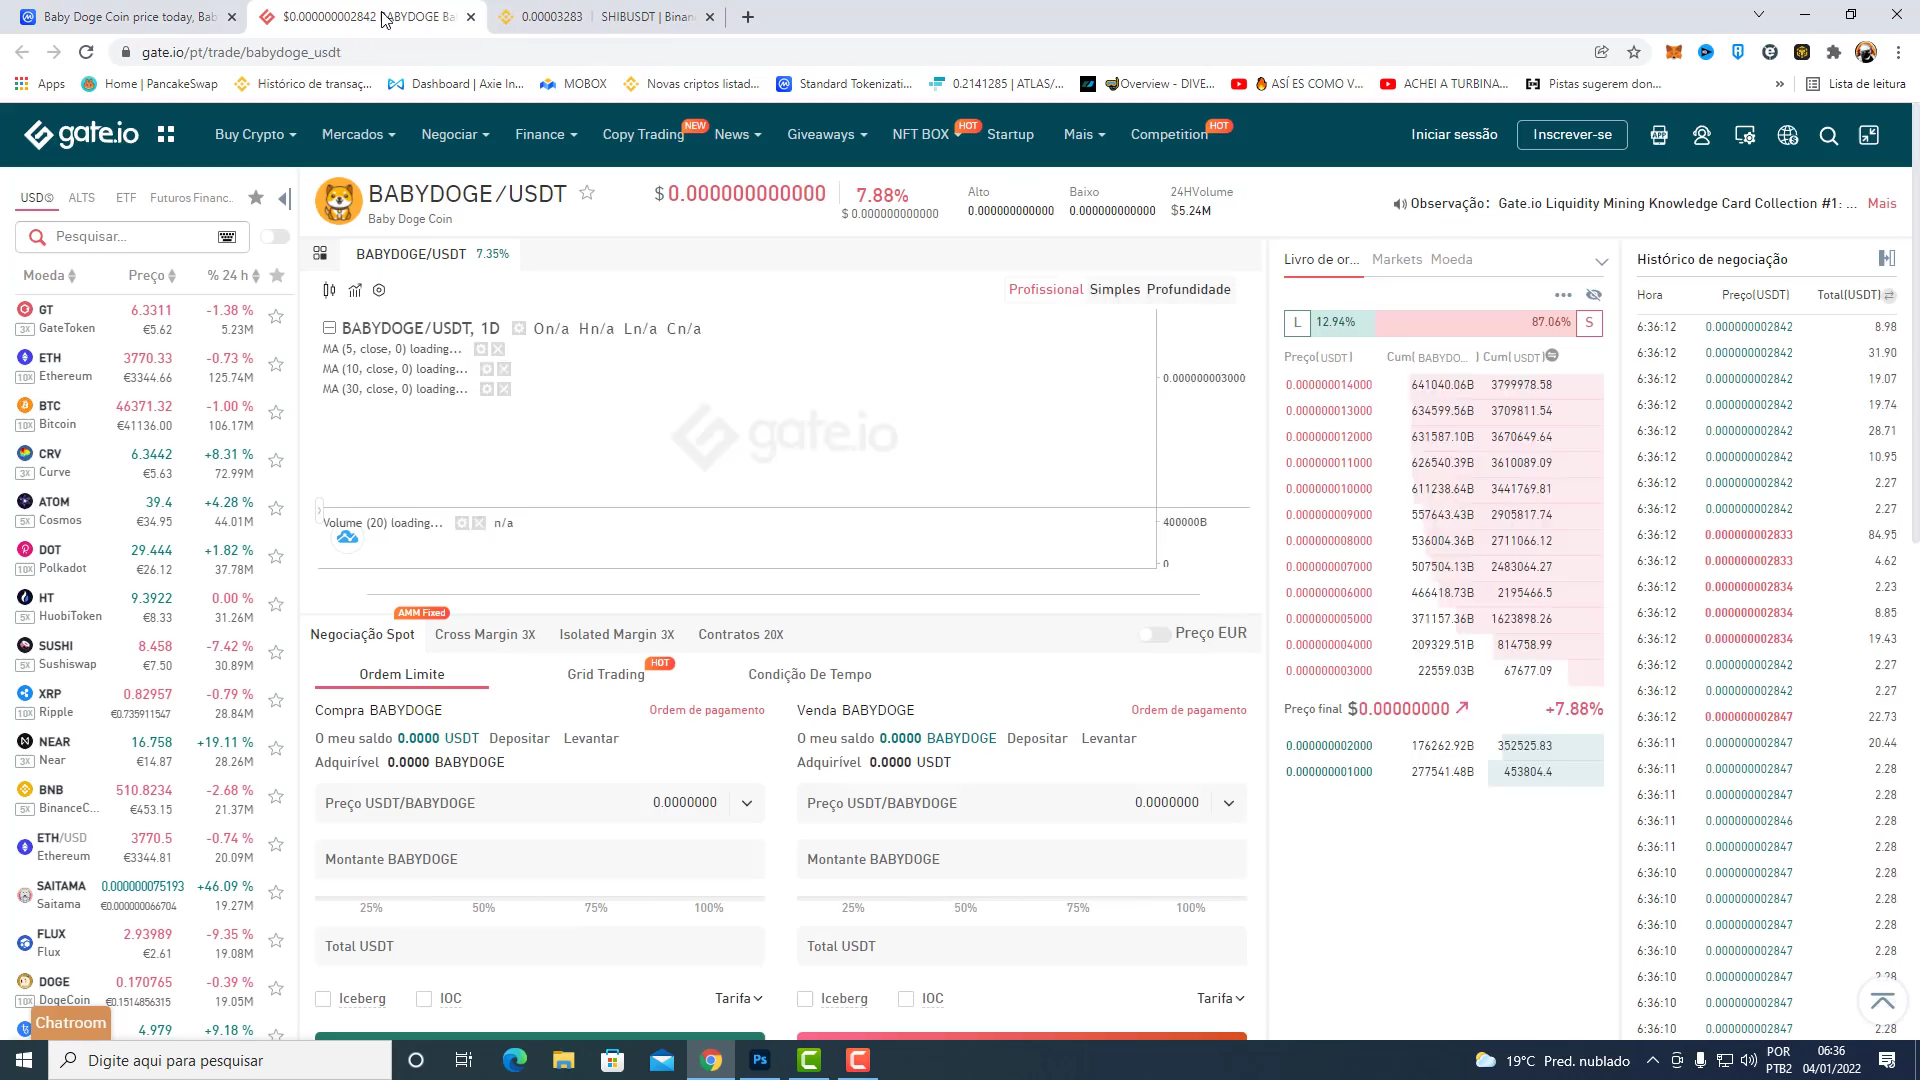 Baby Doge Coin price today, Bab
$0.000000002842 BABYDOGE Ba
0.00003283 | SHIBUSDT | Binan
gate.io/pt/trade/babydoge_usdt
Apps
Home | PancakeSwap
Histórico de transaç...
Dashboard | Axie In...
MOBOX
Novas criptos listad...
Standard Tokenizati...
0.2141285 | ATLAS/...
Overview - DIVE...
ASÍ ES COMO V...
ACHEI A TURBINA...
Pistas sugerem don...
»
Lista de leitura
gate.io
Buy Crypto
Mercados
Negociar
Finance
Copy Trading NEW
News
Giveaways
NFT BOX HOT
Startup
Mais
Competition HOT
Iniciar sessão
Inscrever-se
USD
ALTS
ETF
Futuros Financ..
Pesquisar...
Moeda Preço % 24 h
GT 6.3311 -1.38 %
3X GateToken €5.62 5.23M
ETH 3770.33 -0.73 %
10X Ethereum €3344.66 125.74M
BTC 46371.32 -1.00 %
10X Bitcoin €41136.00 106.17M
CRV 6.3442 +8.31 %
3X Curve €5.63 72.99M
ATOM 39.4 +4.28 %
5X Cosmos €34.95 44.01M
DOT 29.444 +1.82 %
10X Polkadot €26.12 37.78M
HT 9.3922 0.00 %
5X HuobiToken €8.33 31.26M
SUSHI 8.458 -7.42 %
5X Sushiswap €7.50 30.89M
XRP 0.82957 -0.79 %
10X Ripple €0.735911547 28.84M
NEAR 16.758 +19.11 %
3X Near €14.87 28.26M
BNB 510.8234 -2.68 %
5X BinanceC... €453.15 21.37M
ETH/USD 3770.5 -0.74 %
Ethereum €3344.81 20.09M
SAITAMA 0.000000075193 +46.09 %
Saitama €0.000000066704 19.27M
FLUX 2.93989 -9.35 %
Flux €2.61 19.08M
DOGE 0.170765 -0.39 %
10X DogeCoin €0.1514856315 19.05M
4.979 +9.18 %
Chatroom
BABYDOGE/USDT
Baby Doge Coin
$0.000000000000
7.88%
$ 0.000000000000
Alto
0.000000000000
Baixo
0.000000000000
24HVolume
$5.24M
Observação: Gate.io Liquidity Mining Knowledge Card Collection #1: ... Mais
BABYDOGE/USDT 7.35%
Profissional Simples Profundidade
BABYDOGE/USDT, 1D On/a Hn/a Ln/a Cn/a
MA (5, close, 0) loading...
MA (10, close, 0) loading...
MA (30, close, 0) loading...
0.000000003000
gate.io
Volume (20) loading... n/a
400000B
0
AMM Fixed
Negociação Spot Cross Margin 3X Isolated Margin 3X Contratos 20X
Preço EUR
Ordem Limite Grid Trading HOT Condição De Tempo
Compra BABYDOGE Ordem de pagamento
O meu saldo 0.0000 USDT Depositar Levantar
Adquirível 0.0000 BABYDOGE
Preço USDT/BABYDOGE 0.0000000
Montante BABYDOGE
25% 50% 75% 100%
Total USDT
Iceberg IOC Tarifa
Venda BABYDOGE Ordem de pagamento
O meu saldo 0.0000 BABYDOGE Depositar Levantar
Adquirível 0.0000 USDT
Preço USDT/BABYDOGE 0.0000000
Montante BABYDOGE
25% 50% 75% 100%
Total USDT
Iceberg IOC Tarifa
Livro de or... Markets Moeda
L 12.94% 87.06% S
Preço(USDT) Cum(BABYDO... ) Cum(USDT)
0.000000014000 641040.06B 3799978.58
0.000000013000 634599.56B 3709811.54
0.000000012000 631587.10B 3670649.64
0.000000011000 626540.39B 3610089.09
0.000000010000 611238.64B 3441769.81
0.000000009000 557643.43B 2905817.74
0.000000008000 536004.36B 2711066.12
0.000000007000 507504.13B 2483064.27
0.000000006000 466418.73B 2195466.5
0.000000005000 371157.36B 1623898.26
0.000000004000 209329.51B 814758.99
0.000000003000 22559.03B 67677.09
Preço final $0.00000000 +7.88%
0.000000002000 176262.92B 352525.83
0.000000001000 277541.48B 453804.4
Histórico de negociação
Hora Preço(USDT) Total(USDT)
6:36:12 0.000000002842 8.98
6:36:12 0.000000002842 31.90
6:36:12 0.000000002842 19.07
6:36:12 0.000000002842 19.74
6:36:12 0.000000002842 28.71
6:36:12 0.000000002842 10.95
6:36:12 0.000000002842 2.27
6:36:12 0.000000002842 2.27
6:36:12 0.000000002833 84.95
6:36:12 0.000000002833 4.62
6:36:12 0.000000002834 2.23
6:36:12 0.000000002834 8.85
6:36:12 0.000000002834 19.43
6:36:12 0.000000002842 2.27
6:36:12 0.000000002842 2.27
6:36:12 0.000000002847 22.73
6:36:11 0.000000002842 20.44
6:36:11 0.000000002847 2.28
6:36:11 0.000000002847 2.28
6:36:11 0.000000002846 2.28
6:36:11 0.000000002847 2.28
6:36:10 0.000000002847 2.28
6:36:10 0.000000002847 2.28
6:36:10 0.000000002847 2.28
6:36:10 0.000000002847 2.28
6:36:10 0.000000002847 2.28
6:36:10 0.000000002847 2.28
6:36:10 0.000000002847 2.28
Digite aqui para pesquisar
Ps
19°C Pred. nublado
POR
PTB2
06:36
04/01/2022